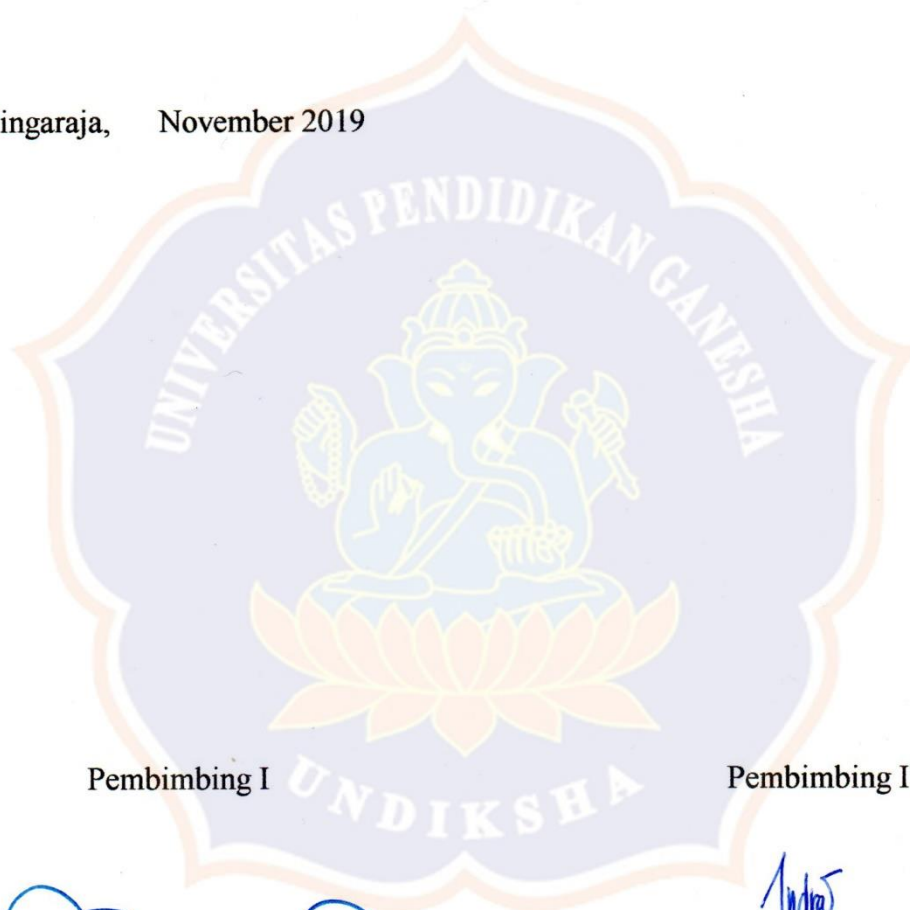 ingaraja, November 2019
UNIVERSITAS PENDIDIKAN GANESHA
Pembimbing I Pembimbing I
UNDIKSHA